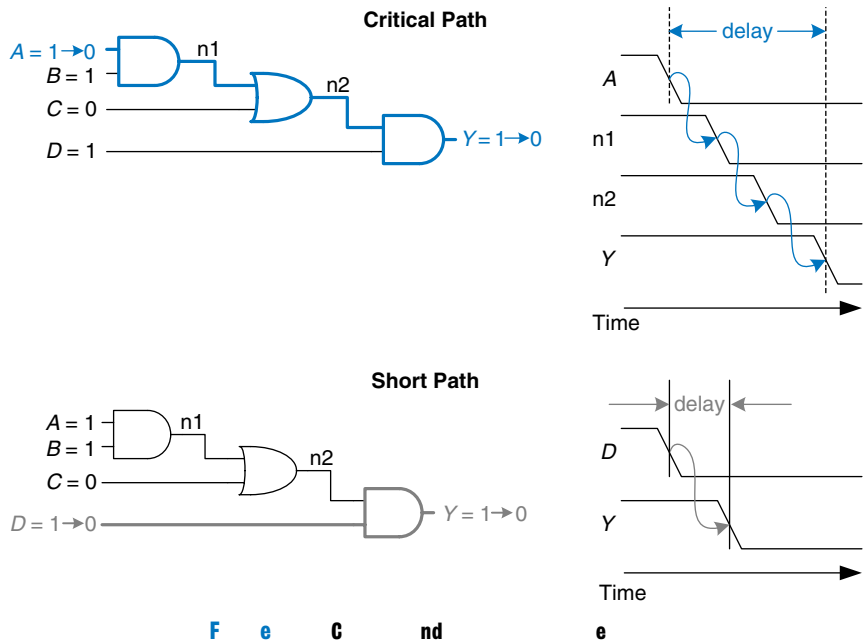 Critical Path
A = 1→0
B = 1
C = 0
D = 1
n1
n2
Y = 1→0
delay
A
n1
n2
Y
Time
Short Path
A = 1
B = 1
C = 0
D = 1→0
n1
n2
Y = 1→0
delay
D
Y
Time
F e C nd e